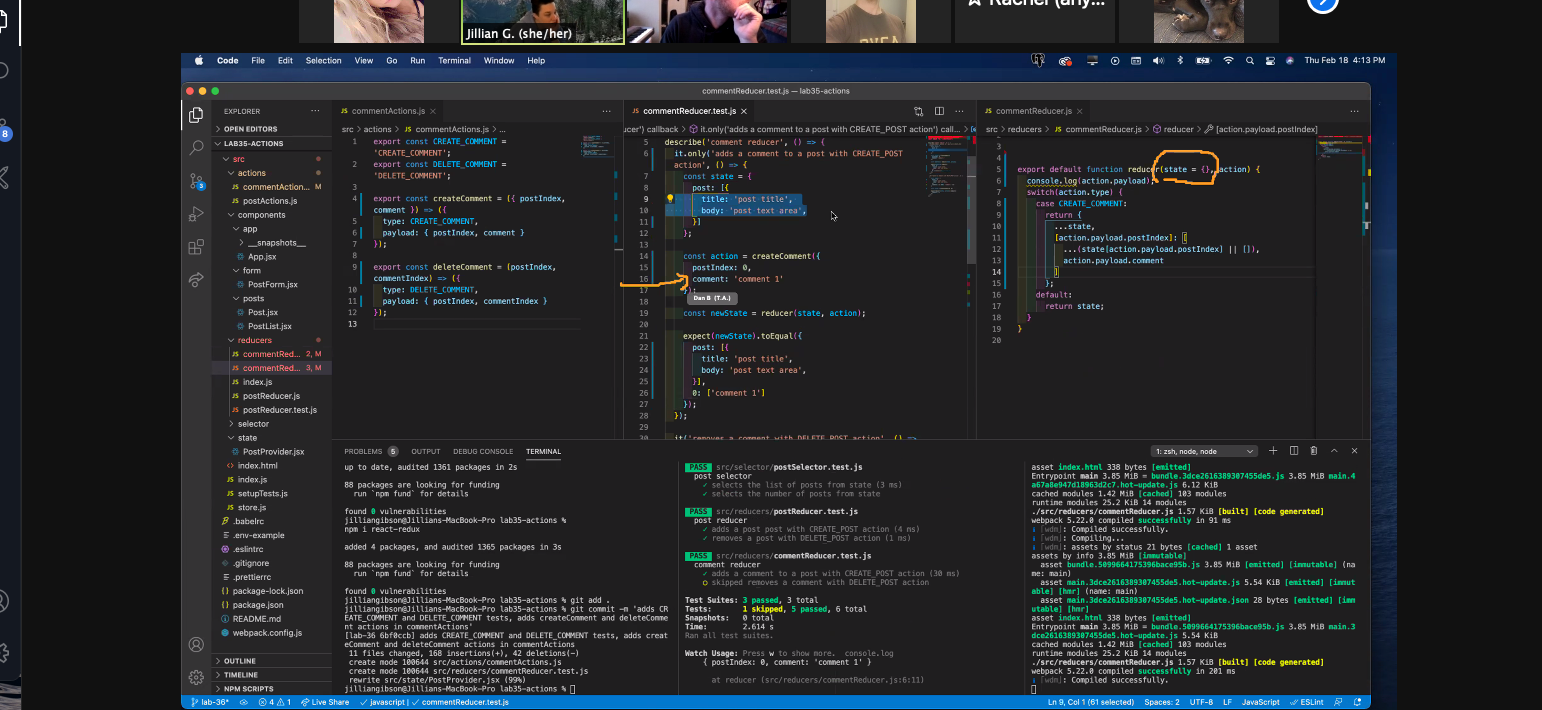 Rachel (any...
Jillian G. (she/her)
8
Code File Edit Selection View Go Run Terminal Window Help
Thu Feb 18 4:13 PM
commentReducer.test.js — lab35-actions
EXPLORER
OPEN EDITORS
LAB35-ACTIONS
src
actions
commentAction...
postActions.js
components
app
__snapshots__
App.jsx
form
PostForm.jsx
posts
Post.jsx
PostList.jsx
reducers
commentRed... 2, M
commentRed... 3, M
index.js
postReducer.js
postReducer.test.js
selector
state
PostProvider.jsx
index.html
index.js
setupTests.js
store.js
.babelrc
.env-example
.eslintrc
.gitignore
.prettierrc
package-lock.json
package.json
README.md
webpack.config.js
OUTLINE
TIMELINE
NPM SCRIPTS
commentActions.js
src > actions > commentActions.js > ...
1 export const CREATE_COMMENT =
'CREATE_COMMENT';
2 export const DELETE_COMMENT =
'DELETE_COMMENT';
3
4 export const createComment = ({ postIndex,
comment }) => ({
5 type: CREATE_COMMENT,
6 payload: { postIndex, comment }
7 });
8
9 export const deleteComment = (postIndex,
commentIndex) => ({
10 type: DELETE_COMMENT,
11 payload: { postIndex, commentIndex }
12 });
13
commentReducer.test.js
ucer') callback > it.only('adds a comment to a post with CREATE_POST action') call...
5 describe('comment reducer', () => {
6 it.only('adds a comment to a post with CREATE_POST
action', () => {
7 const state = {
8 post: [{
9 title: 'post title',
10 body: 'post text area',
11 }]
12 };
13
14 const action = createComment({
15 postIndex: 0,
16 comment: 'comment 1'
17 });
Dan B (T.A.)
18
19 const newState = reducer(state, action);
20
21 expect(newState).toEqual({
22 post: [{
23 title: 'post title',
24 body: 'post text area',
25 }],
26 0: ['comment 1']
27 });
28 });
29
30 it('removes a comment with DELETE_POST action', () =>
commentReducer.js
src > reducers > commentReducer.js > reducer > [action.payload.postIndex]
3
4
5 export default function reducer(state = {}, action) {
6 console.log(action.payload);
7 switch(action.type) {
8 case CREATE_COMMENT:
9 return {
10 ...state,
11 [action.payload.postIndex]: [
12 ...(state[action.payload.postIndex] || []),
13 action.payload.comment
14 ]
15 };
16 default:
17 return state;
18 }
19 }
20
PROBLEMS 5 OUTPUT DEBUG CONSOLE TERMINAL
1: zsh, node, node
up to date, audited 1361 packages in 2s
88 packages are looking for funding
run `npm fund` for details
found 0 vulnerabilities
jilliangibson@Jillians-MacBook-Pro lab35-actions %
npm i react-redux
added 4 packages, and audited 1365 packages in 3s
88 packages are looking for funding
run `npm fund` for details
found 0 vulnerabilities
jilliangibson@Jillians-MacBook-Pro lab35-actions % git add .
jilliangibson@Jillians-MacBook-Pro lab35-actions % git commit -m 'adds CR
EATE_COMMENT and DELETE_COMMENT tests, adds createComment and deleteComme
nt actions in commentActions'
[lab-36 6bf0ccb] adds CREATE_COMMENT and DELETE_COMMENT tests, adds creat
eComment and deleteComment actions in commentActions
11 files changed, 168 insertions(+), 42 deletions(-)
create mode 100644 src/actions/commentActions.js
create mode 100644 src/reducers/commentReducer.test.js
rewrite src/state/PostProvider.jsx (99%)
jilliangibson@Jillians-MacBook-Pro lab35-actions %
PASS src/selector/postSelector.test.js
post selector
✓ selects the list of posts from state (3 ms)
✓ selects the number of posts from state
PASS src/reducers/postReducer.test.js
post reducer
✓ adds a post post with CREATE_POST action (4 ms)
✓ removes a post with DELETE_POST action (1 ms)
PASS src/reducers/commentReducer.test.js
comment reducer
✓ adds a comment to a post with CREATE_POST action (30 ms)
○ skipped removes a comment with DELETE_POST action
Test Suites: 3 passed, 3 total
Tests: 1 skipped, 5 passed, 6 total
Snapshots: 0 total
Time: 2.614 s
Ran all test suites.
Watch Usage: Press w to show more. console.log
{ postIndex: 0, comment: 'comment 1' }
at reducer (src/reducers/commentReducer.js:6:11)
asset index.html 338 bytes [emitted]
Entrypoint main 3.85 MiB = bundle.3dce2616389307455de5.js 3.85 MiB main.4
a67a8e947d18963d2c7.hot-update.js 6.12 KiB
cached modules 1.42 MiB [cached] 103 modules
runtime modules 25.2 KiB 14 modules
./src/reducers/commentReducer.js 1.57 KiB [built] [code generated]
webpack 5.22.0 compiled successfully in 91 ms
i [wdm]: Compiled successfully.
i [wdm]: Compiling...
i [wdm]: assets by status 21 bytes [cached] 1 asset
assets by info 3.85 MiB [immutable]
asset bundle.5099664175396bace95b.js 3.85 MiB [emitted] [immutable] (na
me: main)
asset main.3dce2616389307455de5.hot-update.js 5.54 KiB [emitted] [immut
able] [hmr] (name: main)
asset main.3dce2616389307455de5.hot-update.json 28 bytes [emitted] [imm
utable] [hmr]
asset index.html 338 bytes [emitted]
Entrypoint main 3.85 MiB = bundle.5099664175396bace95b.js 3.85 MiB main.3
dce2616389307455de5.hot-update.js 5.54 KiB
cached modules 1.42 MiB [cached] 103 modules
runtime modules 25.2 KiB 14 modules
./src/reducers/commentReducer.js 1.57 KiB [built] [code generated]
webpack 5.22.0 compiled successfully in 201 ms
i [wdm]: Compiled successfully.
lab-36* 4 1 Live Share javascript | commentReducer.test.js
Ln 9, Col 1 (61 selected) Spaces: 2 UTF-8 LF JavaScript ESLint